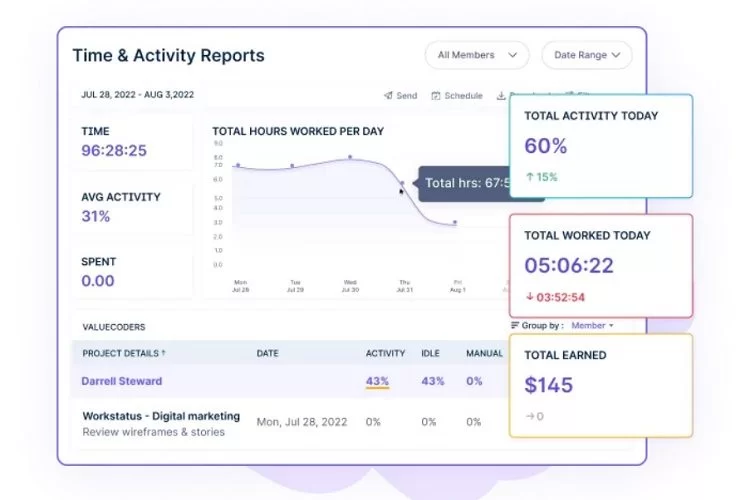 Time & Activity Reports
All Members
Date Range
JUL 28, 2022 - AUG 3,2022
Send
Schedule
TIME
96:28:25
AVG ACTIVITY
31%
SPENT
0.00
TOTAL HOURS WORKED PER DAY
9.0
8.0
7.0
6.0
5.0
4.0
3.0
2.0
1.0
0.0
Total hrs: 67:5
Mon
Jul 28
Tue
Jul 29
Wed
Jul 30
Thu
Jul 31
Fri
Aug 1
TOTAL ACTIVITY TODAY
60%
↑ 15%
TOTAL WORKED TODAY
05:06:22
↓ 03:52:54
VALUECODERS
Group by : Member
PROJECT DETAILS ↑ DATE ACTIVITY IDLE MANUAL
Darrell Steward 43% 43% 0%
Workstatus - Digital marketing Mon, Jul 28, 2022 0% 0% 0%
Review wireframes & stories
TOTAL EARNED
$145
→ 0